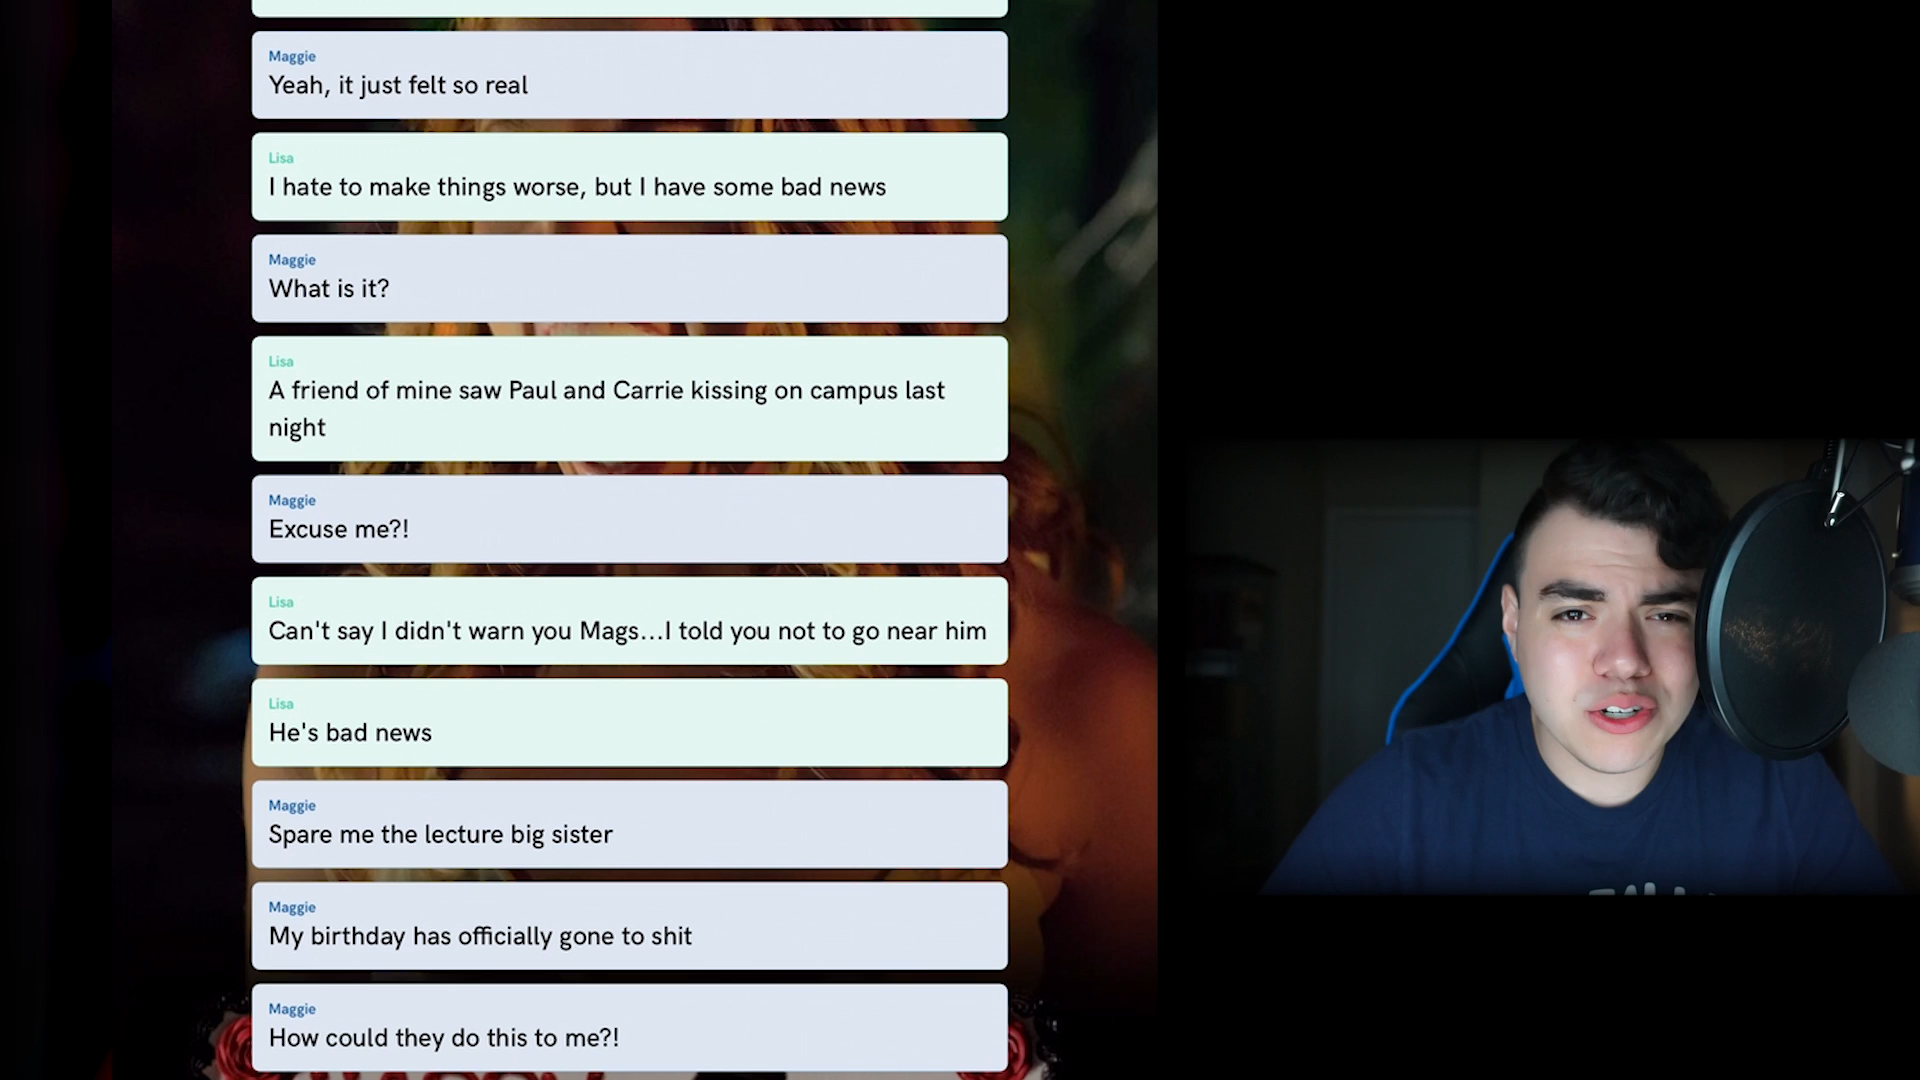 Maggie
Yeah, it just felt so real
Lisa
I hate to make things worse, but I have some bad news
Maggie
What is it?
Lisa
A friend of mine saw Paul and Carrie kissing on campus last
night
Maggie
Excuse me?!
Lisa
Can't say I didn't warn you Mags...I told you not to go near him
Lisa
He's bad news
Maggie
Spare me the lecture big sister
Maggie
My birthday has officially gone to shit
Maggie
How could they do this to me?!